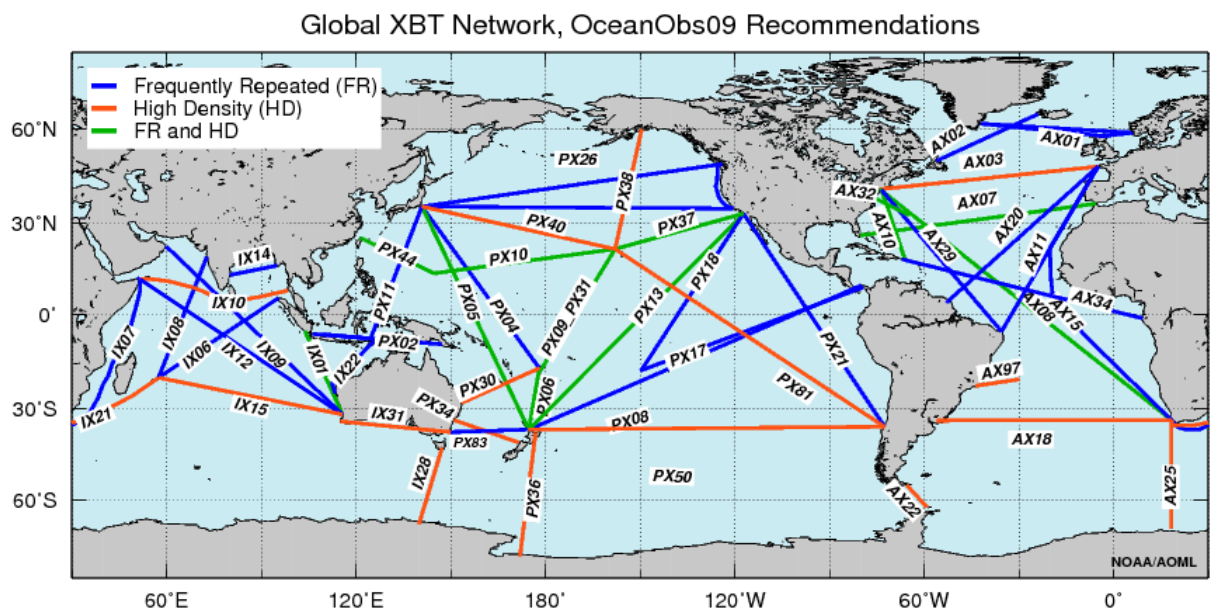 Global XBT Network, OceanObs09 Recommendations
Frequently Repeated (FR)
High Density (HD)
FR and HD
60°N
30°N
0°
30°S
60°S
AX02
AX01
PX26
AX03
PX38
AX32
AX07
AX20
PX40
PX37
AX10
AX29
AX11
IX14
PX44
PX10
PX18
IX10
PX11
PX05
PX04
PX31
PX13
AX34
AX08
AX15
IX07
IX08
IX06
IX12
IX09
IX01
IX22
PX02
PX09
PX17
PX21
PX30
PX06
AX97
IX21
IX15
IX31
PX34
PX83
PX08
PX81
AX18
IX28
PX36
PX50
AX22
AX25
NOAA/AOML
60°E
120°E
180°
120°W
60°W
0°